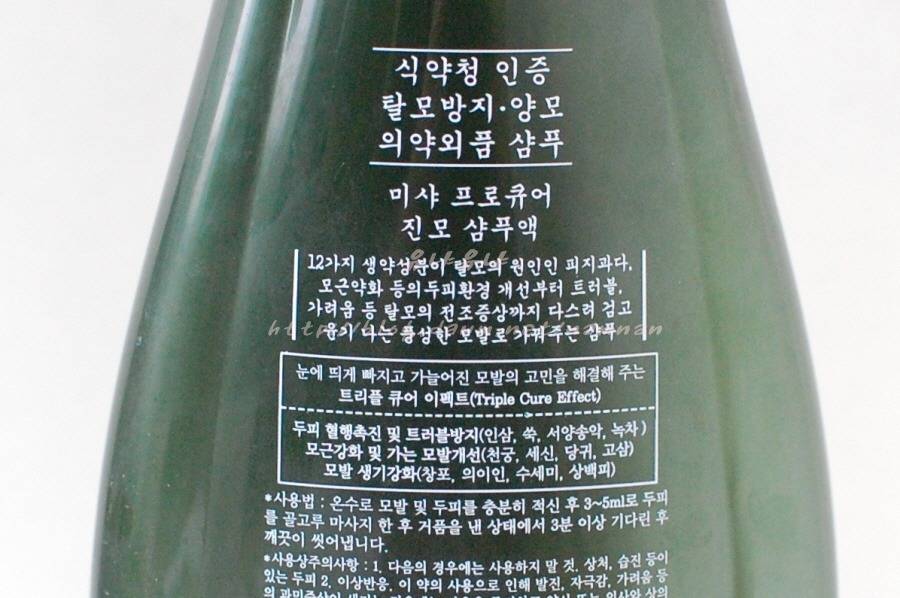 식약청 인증
탈모방지·양모
의약외품 샴푸
미샤 프로큐어
진모 샴푸액
12가지 생약성분이 탈모의 원인인 피지과다,
모근약화 등의두피환경 개선부터 트러블,
가려움 등 탈모의 전조증상까지 다스려 검고
윤기 나는 풍성한 모발로 가꿔주는 샴푸
눈에 띄게 빠지고 가늘어진 모발의 고민을 해결해 주는
트리플 큐어 이펙트(Triple Cure Effect)
두피 혈행촉진 및 트러블방지(인삼, 쑥, 서양송악, 녹차)
모근강화 및 가는 모발개선(천궁, 세신, 당귀, 고삼)
모발 생기강화(창포, 의이인, 수세미, 상백피)
*사용법 : 온수로 모발 및 두피를 충분히 적신 후 3~5ml로 두피
를 골고루 마사지 한 후 거품을 낸 상태에서 3분 이상 기다린 후
깨끗이 씻어냅니다.
*사용상주의사항 : 1. 다음의 경우에는 사용하지 말 것. 상처, 습진 등이
있는 두피 2. 이상반응. 이 약의 사용으로 인해 발진, 자극감, 가려움 등